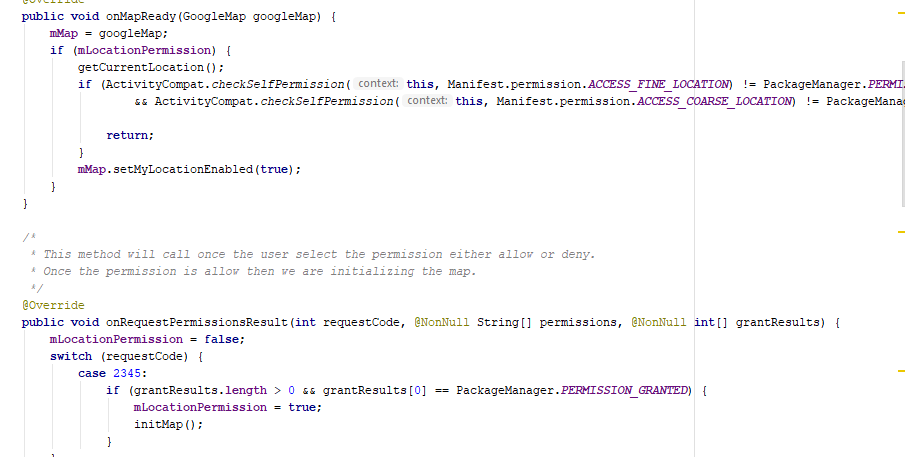 @Override
public void onMapReady(GoogleMap googleMap) {
mMap = googleMap;
if (mLocationPermission) {
getCurrentLocation();
if (ActivityCompat.checkSelfPermission( context: this, Manifest.permission.ACCESS_FINE_LOCATION) != PackageManager.PERMI
&& ActivityCompat.checkSelfPermission( context: this, Manifest.permission.ACCESS_COARSE_LOCATION) != PackageMana
return;
}
mMap.setMyLocationEnabled(true);
}
}
/*
* This method will call once the user select the permission either allow or deny.
* Once the permission is allow then we are initializing the map.
*/
@Override
public void onRequestPermissionsResult(int requestCode, @NonNull String[] permissions, @NonNull int[] grantResults) {
mLocationPermission = false;
switch (requestCode) {
case 2345:
if (grantResults.length > 0 && grantResults[0] == PackageManager.PERMISSION_GRANTED) {
mLocationPermission = true;
initMap();
}
}